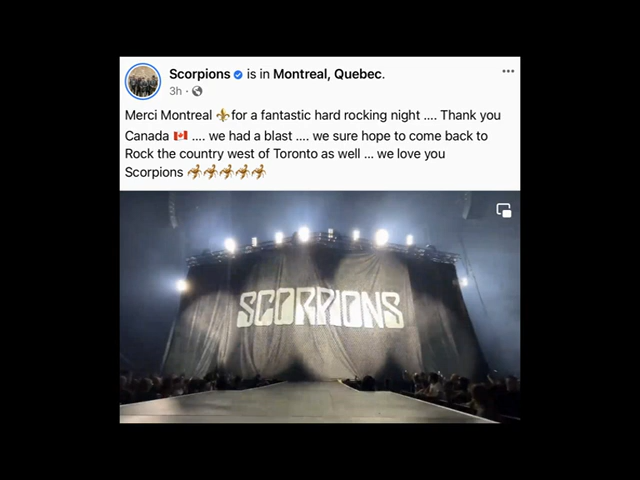 Scorpions is in Montreal, Quebec.
3h ·
Merci Montreal ⚜️for a fantastic hard rocking night .... Thank you
Canada 🇨🇦 .... we had a blast .... we sure hope to come back to
Rock the country west of Toronto as well ... we love you
Scorpions 🦂🦂🦂🦂🦂
SCORPIONS